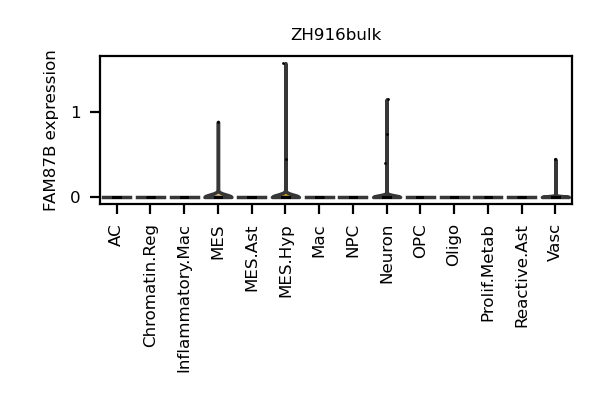 ZH916bulk
FAM87B expression
1
0
AC
Chromatin.Reg
Inflammatory.Mac
MES
MES.Ast
MES.Hyp
Mac
NPC
Neuron
OPC
Oligo
Prolif.Metab
Reactive.Ast
Vasc